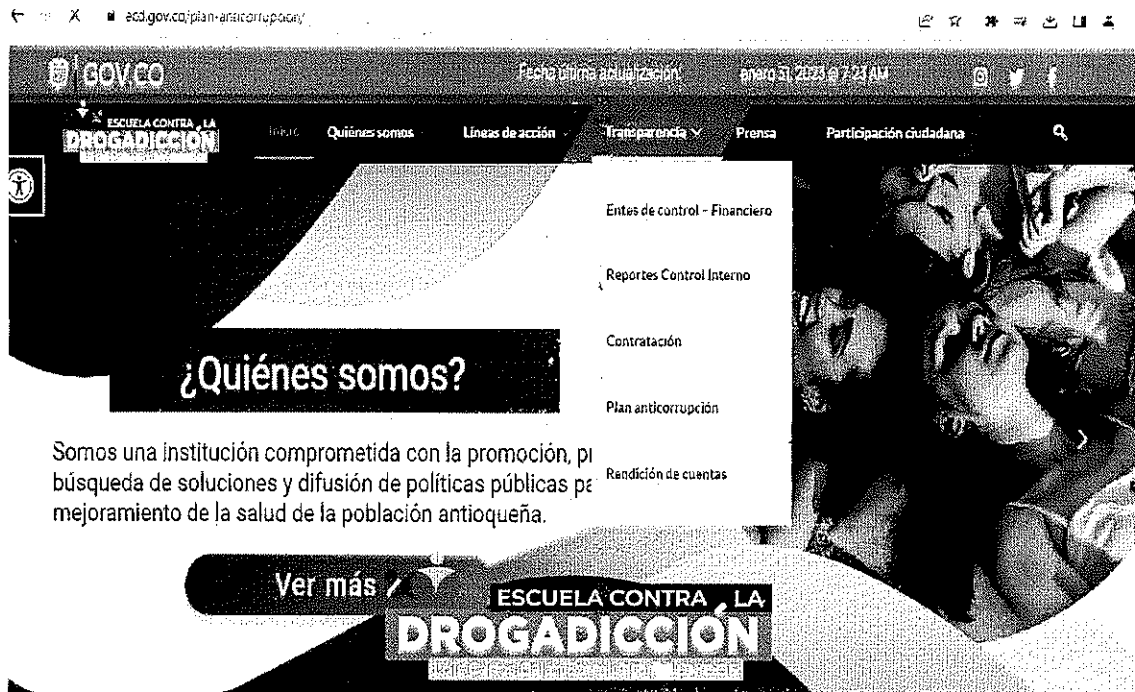 ecd.gov.co/plan-anticorrupcion/
GOV.CO
Fecha última actualización:
enero 31, 2023 @ 7:23 AM
ESCUELA CONTRA LA
DROGADICCIÓN
Inicio
Quiénes somos
Líneas de acción
Transparencia
Prensa
Participación ciudadana
Entes de control – Financiero
Reportes Control Interno
Contratación
Plan anticorrupción
Rendición de cuentas
¿Quiénes somos?
Somos una institución comprometida con la promoción, pr
búsqueda de soluciones y difusión de políticas públicas pa
mejoramiento de la salud de la población antioqueña.
Ver más
ESCUELA CONTRA LA
DROGADICCIÓN